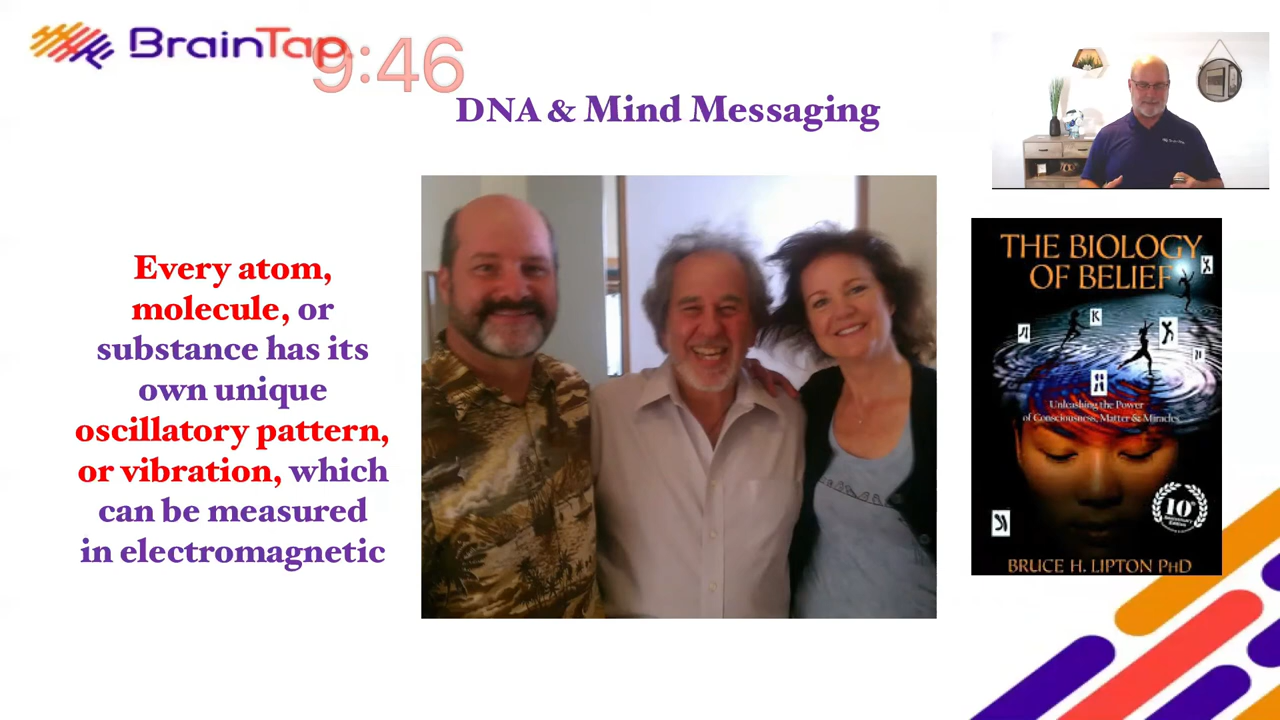 BrainTap
9:46
DNA & Mind Messaging
Every atom,
molecule, or
substance has its
own unique
oscillatory pattern,
or vibration, which
can be measured
in electromagnetic
THE BIOLOGY
OF BELIEF
K
Unleashing the Power
of Consciousness, Matter & Miracles
10th
Anniversary
Edition
BRUCE H. LIPTON PHD